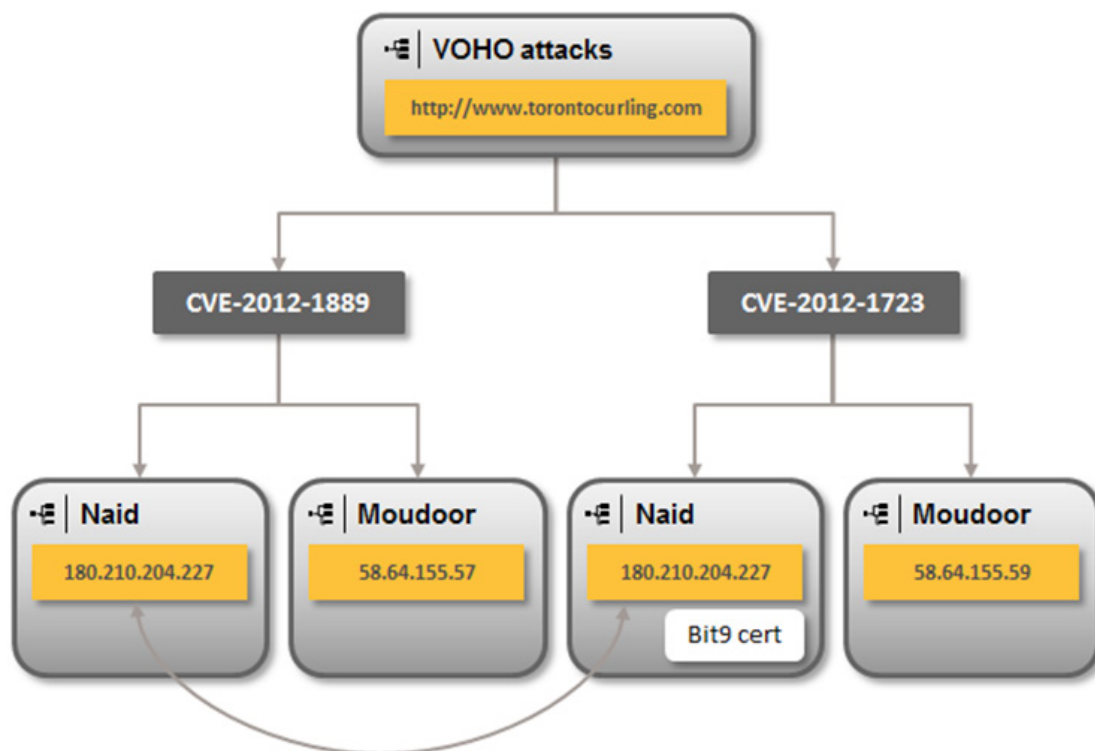 VOHO attacks
http://www.torontocurling.com
CVE-2012-1889
CVE-2012-1723
Naid
180.210.204.227
Moudoor
58.64.155.57
Naid
180.210.204.227
Bit9 cert
Moudoor
58.64.155.59